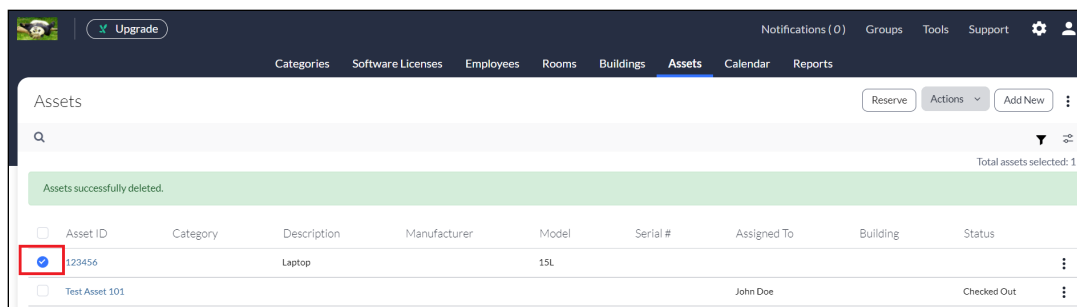 Upgrade Notifications ( 0 ) Groups Tools Support
Categories Software Licenses Employees Rooms Buildings Assets Calendar Reports
Assets Reserve Actions Add New
Total assets selected: 1
Assets successfully deleted.
Asset ID Category Description Manufacturer Model Serial # Assigned To Building Status
123456 Laptop 15L
Test Asset 101 John Doe Checked Out